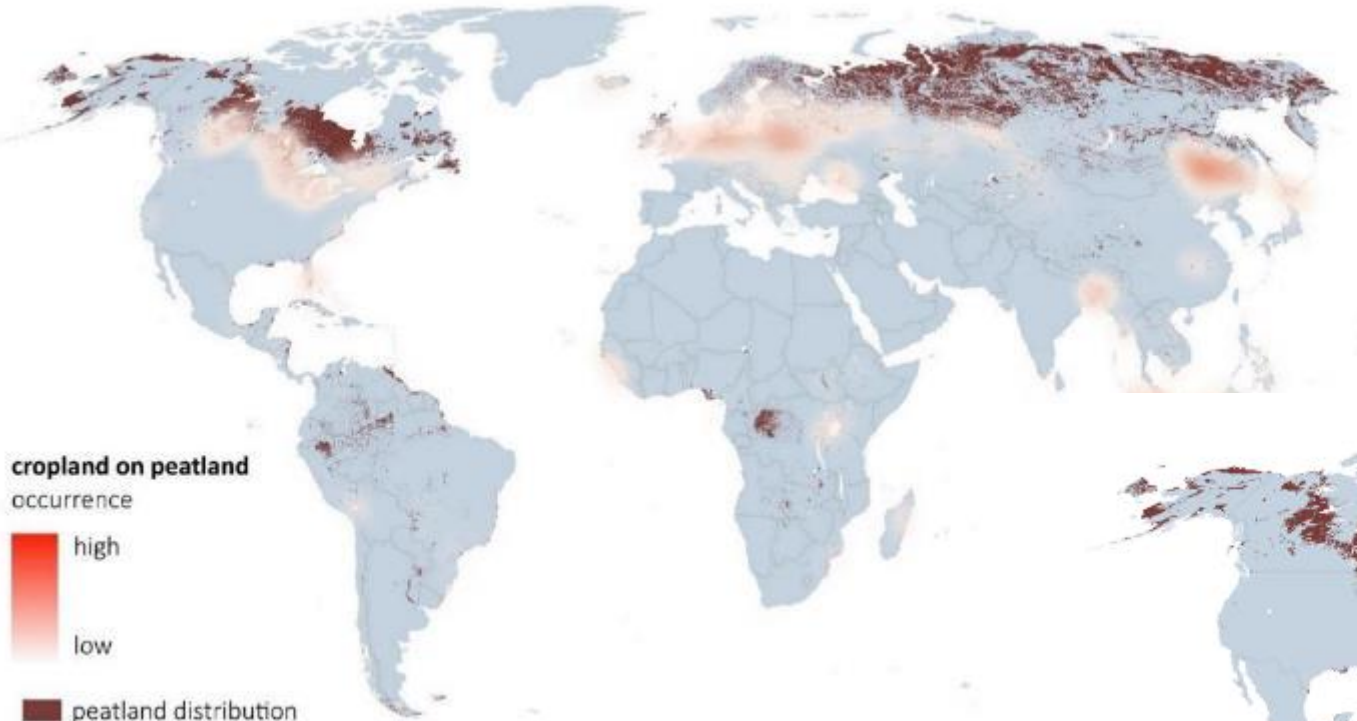 cropland on peatland
occurrence
high
low
peatland distribution